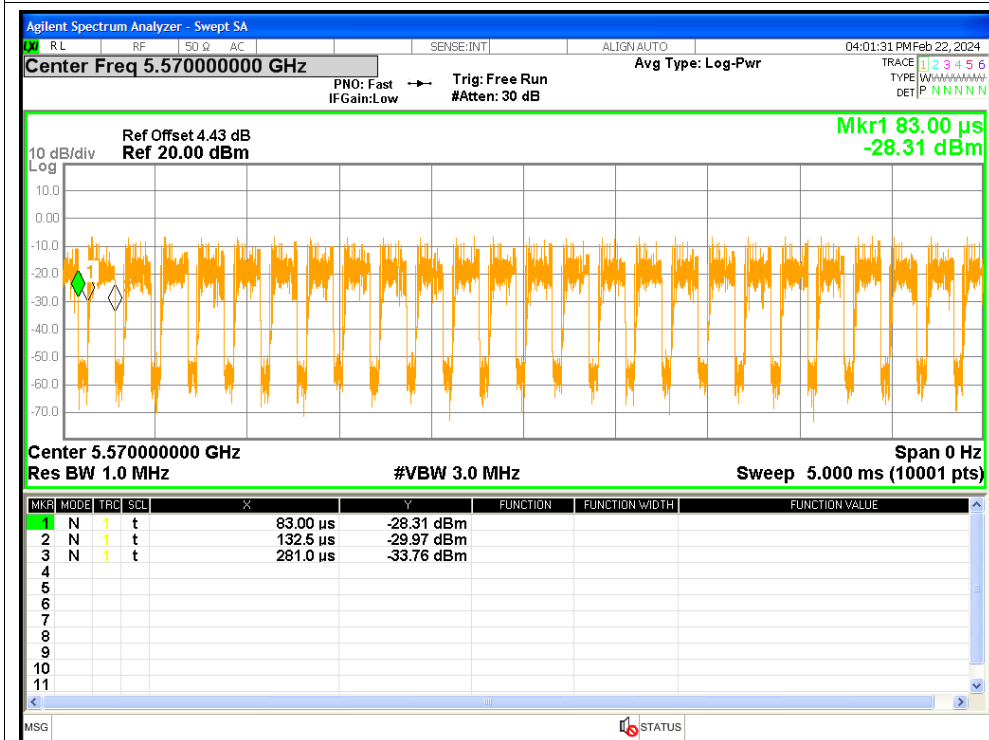 Agilent Spectrum Analyzer - Swept SA
LXI RL RF 50 Ω AC SENSE:INT ALIGN AUTO 04:01:31 PM Feb 22, 2024
Center Freq 5.570000000 GHz Avg Type: Log-Pwr TRACE 1 2 3 4 5 6
PNO: Fast Trig: Free Run TYPE WWWWWWW
IFGain:Low #Atten: 30 dB DET P N N N N N
Mkr1 83.00 µs
Ref Offset 4.43 dB
10 dB/div Ref 20.00 dBm -28.31 dBm
Log
10.0
0.00
-10.0
1
-20.0
-30.0
-40.0
-50.0
-60.0
-70.0
Center 5.570000000 GHz Span 0 Hz
Res BW 1.0 MHz #VBW 3.0 MHz Sweep 5.000 ms (10001 pts)
MKR MODE TRC SCL X Y FUNCTION FUNCTION WIDTH FUNCTION VALUE
1 N 1 t 83.00 µs -28.31 dBm
2 N 1 t 132.5 µs -29.97 dBm
3 N 1 t 281.0 µs -33.76 dBm
4
5
6
7
8
9
10
11
MSG STATUS